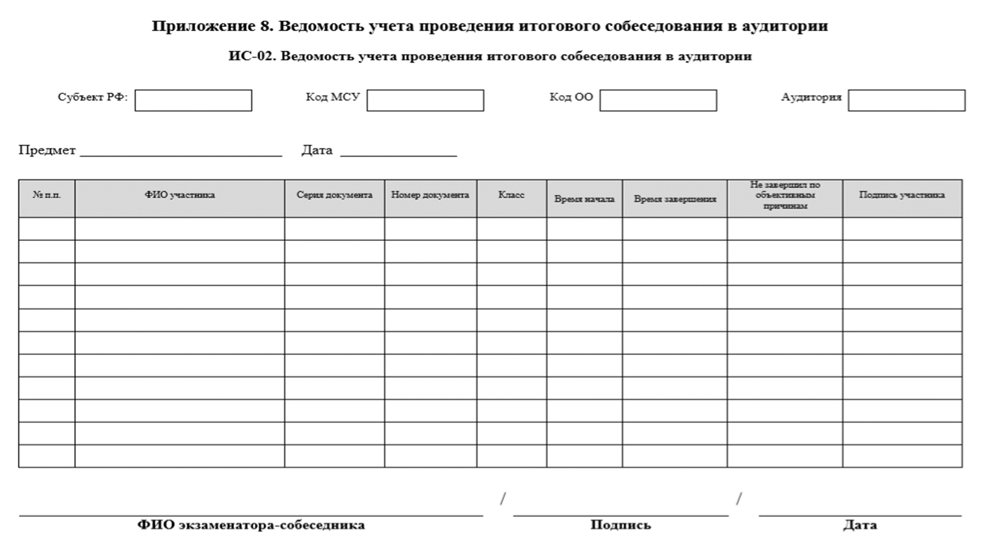 Приложение 8. Ведомость учета проведения итогового собеседования в аудитории
ИС-02. Ведомость учета проведения итогового собеседования в аудитории
Субъект РФ: Код МСУ Код ОО Аудитория
Предмет Дата
№ п.п. ФИО участника Серия документа Номер документа Класс Время начала Время завершения Не завершил по объективным причинам Подпись участника
/ /
ФИО экзаменатора-собеседника Подпись Дата